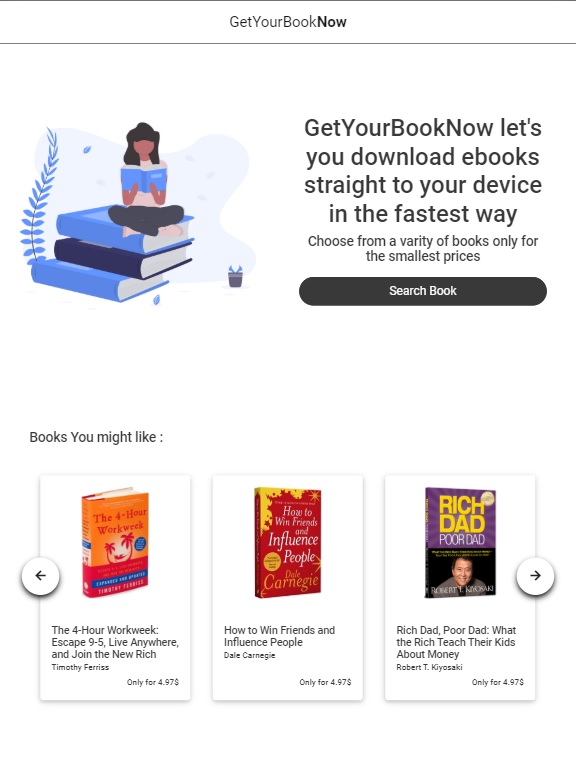 GetYourBookNow
GetYourBookNow let's
you download ebooks
straight to your device
in the fastest way
Choose from a varity of books only for
the smallest prices
Search Book
Books You might like :
The 4-Hour
Workweek
EXPANDED AND UPDATED
TIMOTHY FERRISS
How to
Win Friends
and
Influence
People
Dale
Carnegie
RICH
DAD
POOR DAD
ROBERT T. KIYOSAKI
The 4-Hour Workweek:
Escape 9-5, Live Anywhere,
and Join the New Rich
Timothy Ferriss
Only for 4.97$
How to Win Friends and
Influence People
Dale Carnegie
Only for 4.97$
Rich Dad, Poor Dad: What
the Rich Teach Their Kids
About Money
Robert T. Kiyosaki
Only for 4.97$